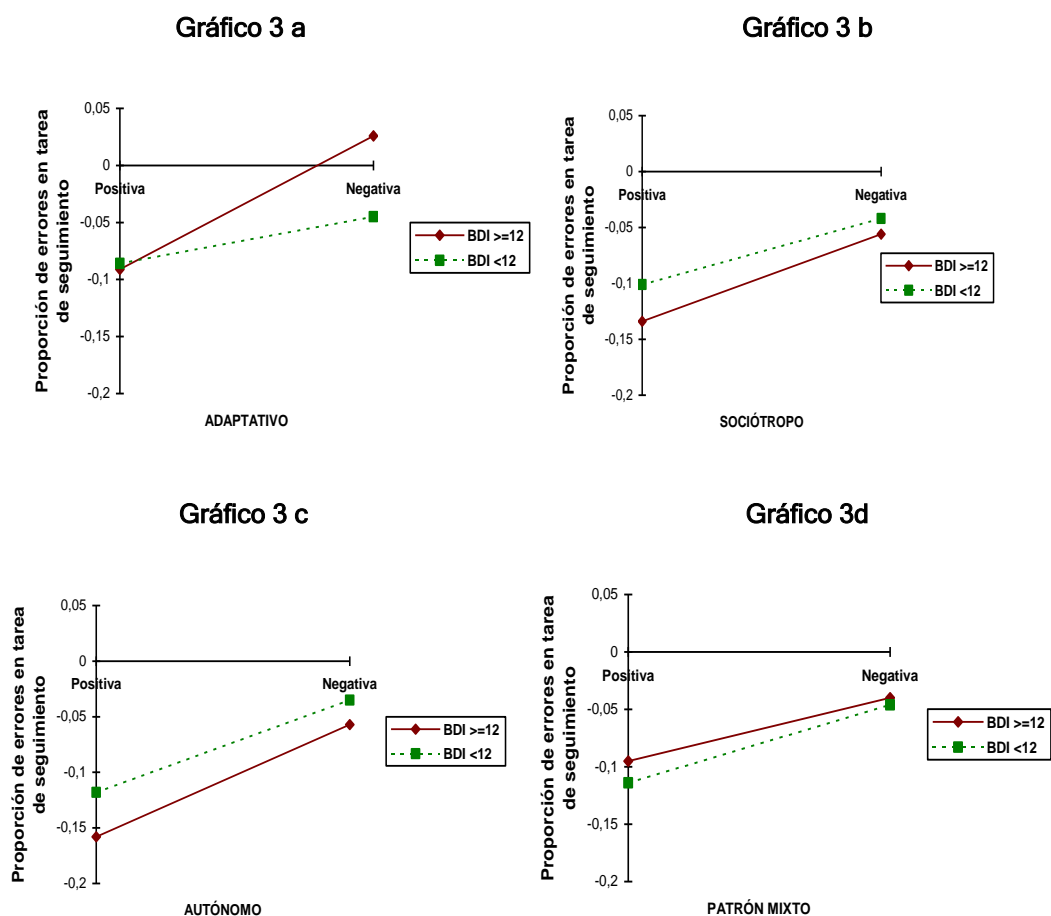 Gráfico 3 a
Proporción de errores en tarea
de seguimiento
0,05
0
-0,05
-0,1
-0,15
-0,2
Positiva
Negativa
BDI >=12
BDI <12
ADAPTATIVO
Gráfico 3 b
Proporción de errores en tarea
de seguimiento
0,05
0
-0,05
-0,1
-0,15
-0,2
Positiva
Negativa
BDI >=12
BDI <12
SOCIÓTROPO
Gráfico 3 c
Proporción de errores en tarea
de seguimiento
0,05
0
-0,05
-0,1
-0,15
-0,2
Positiva
Negativa
BDI >=12
BDI <12
AUTÓNOMO
Gráfico 3d
Proporción de errores en tarea
de seguimiento
0,05
0
-0,05
-0,1
-0,15
-0,2
Positiva
Negativa
BDI >=12
BDI <12
PATRÓN MIXTO